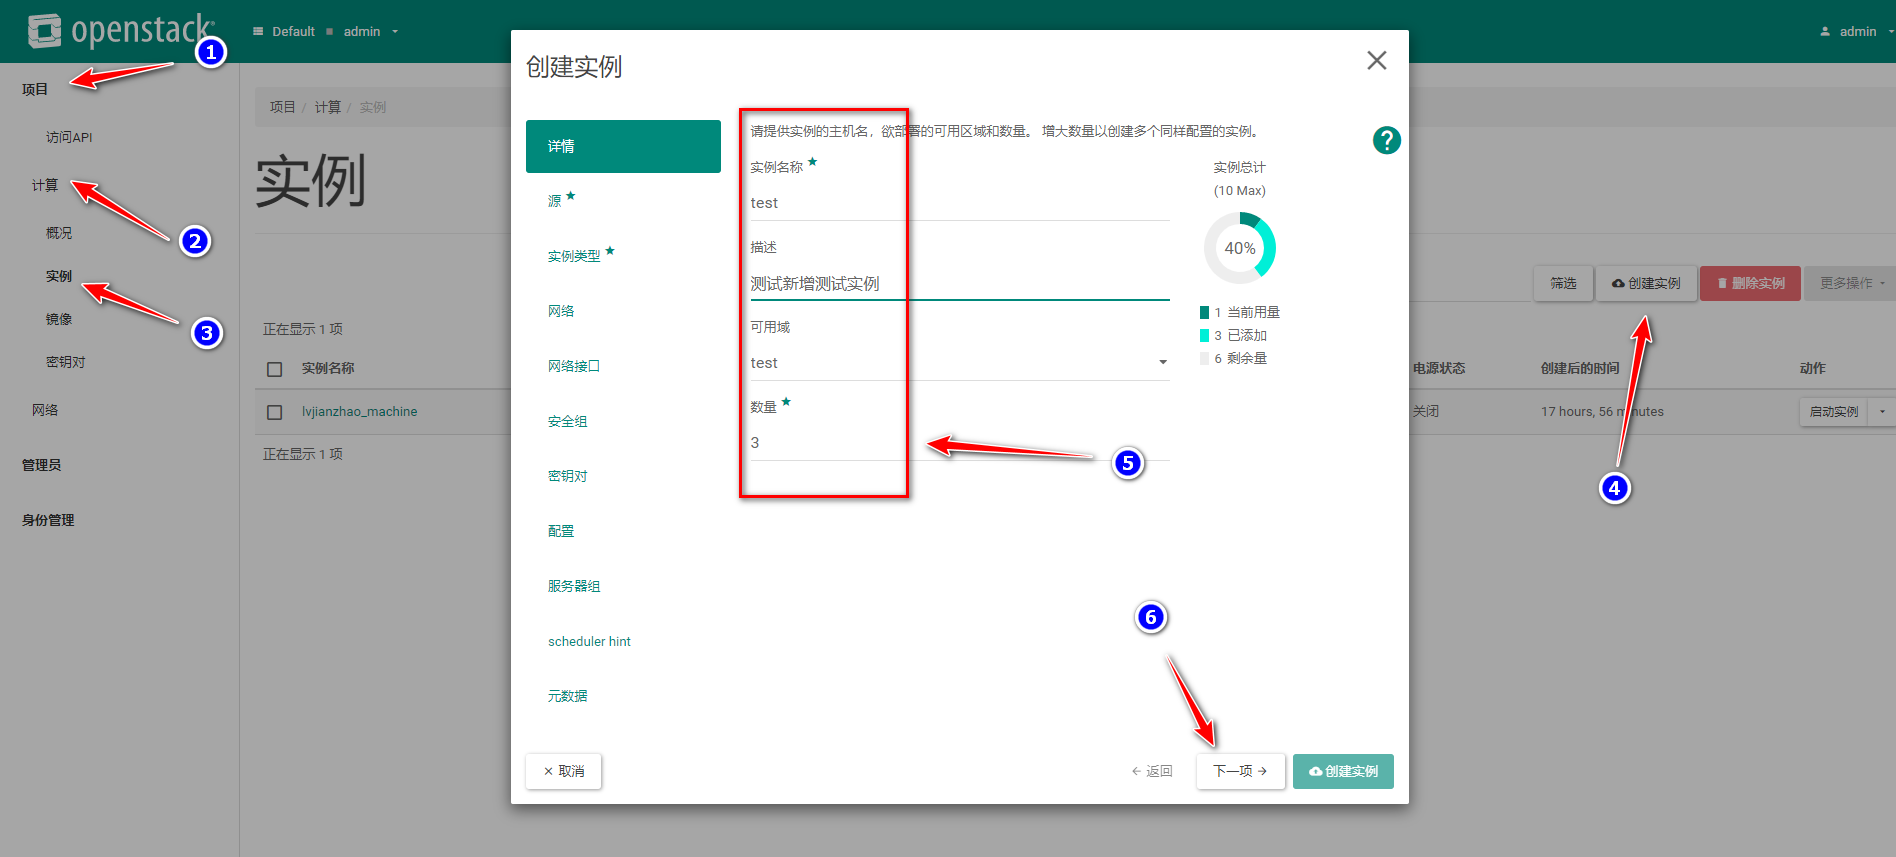 openstack
Default admin
admin
1
项目
访问API
计算
2
概况
实例
3
镜像
密钥对
网络
管理员
身份管理
项目 / 计算 / 实例
实例
筛选 创建实例 删除实例 更多操作
正在显示 1 项
实例名称 电源状态 创建后的时间 动作
lvjianzhao_machine 关闭 17 hours, 56 minutes 启动实例
正在显示 1 项
4
创建实例
详情
源
实例类型
网络
网络接口
安全组
密钥对
配置
服务器组
scheduler hint
元数据
请提供实例的主机名，欲部署的可用区域和数量。 增大数量以创建多个同样配置的实例。
?
实例名称
test
描述
测试新增测试实例
可用域
test
数量
3
5
实例总计
(10 Max)
40%
1 当前用量
3 已添加
6 剩余量
6
× 取消
返回
下一项
创建实例